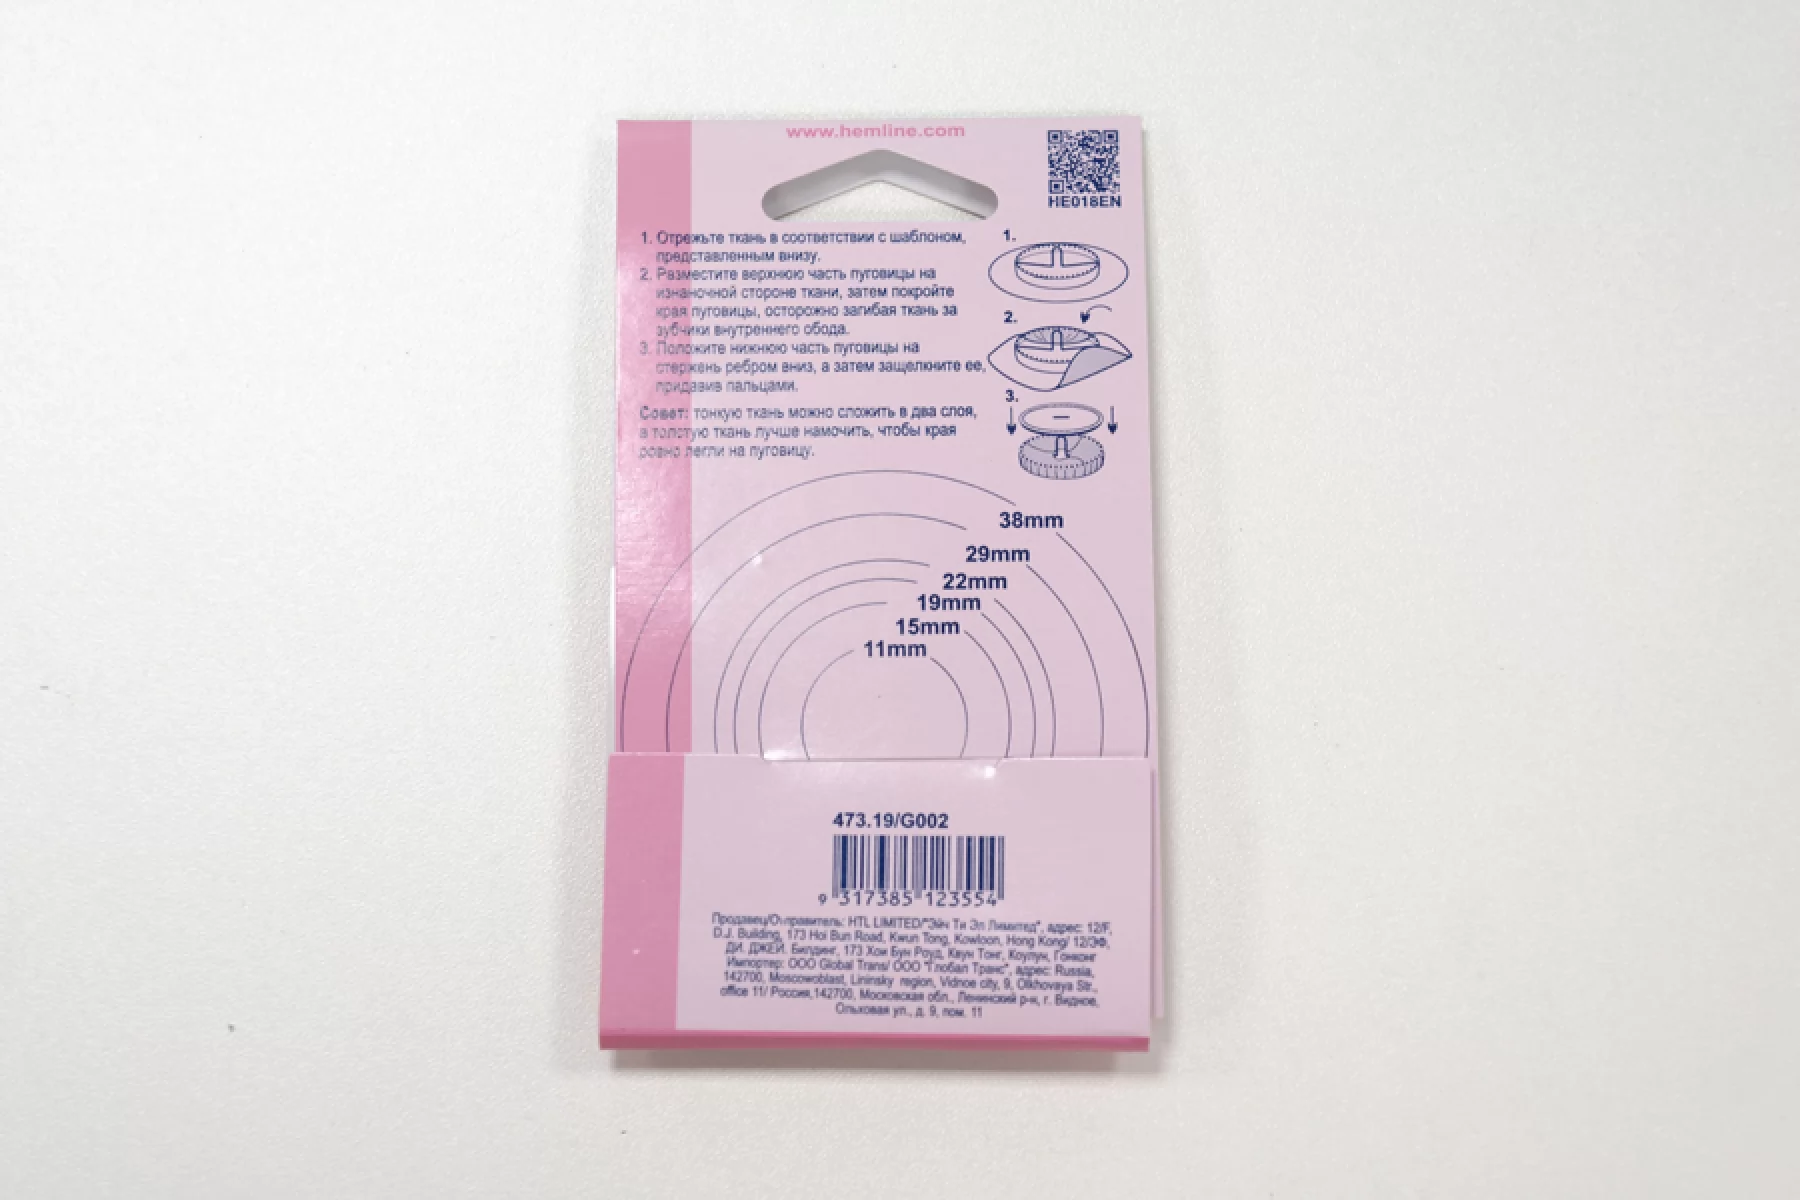 www.hemline.com
HE018EN
1. Отрежьте ткань в соответствии с шаблоном,
представленным внизу.
2. Разместите верхнюю часть пуговицы на
изнаночной стороне ткани, затем покройте
края пуговицы, осторожно загибая ткань за
зубчики внутреннего обода.
3. Положите нижнюю часть пуговицы на
стержень ребром вниз, а затем защелкните ее,
придавив пальцами.
Совет: тонкую ткань можно сложить в два слоя,
а толстую ткань лучше намочить, чтобы края
ровно легли на пуговицу.
1.
2.
3.
38mm
29mm
22mm
19mm
15mm
11mm
473.19/G002
9 317385 123554
Продавец/Отправитель: HTL LIMITED/"Эйч Ти Эл Лимитед", адрес: 12/F,
D.J. Building, 173 Hoi Bun Road, Kwun Tong, Kowloon, Hong Kong/ 12/ЭФ,
ДИ. ДЖЕЙ. Билдинг, 173 Хои Бун Роуд, Квун Тонг, Коулун, Гонконг
Импортер: ООО Global Trans/ ООО "Глобал Транс", адрес: Russia,
142700, Moscowoblast, Lininsky region, Vidnoe city, 9, Olkhovaya Str.,
office 11/ Россия,142700, Московская обл., Ленинский р-н, г. Видное,
Ольховая ул., д. 9, пом. 11